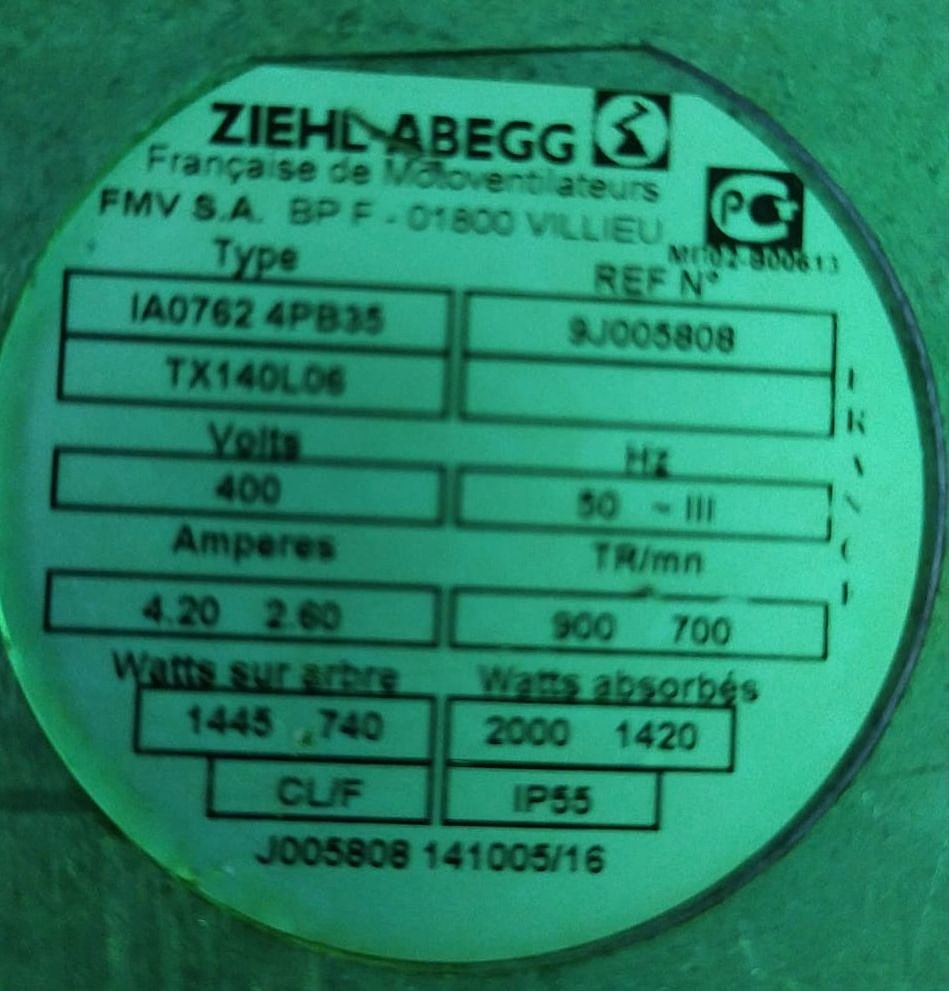 ZIEHL-ABEGG
Française de Motoventilateurs
FMV S.A. BP F - 01800 VILLIEU
Type
REF N°
IA0762 4PB35
9J005808
TX140L06
Volts
Hz
400
50 ~ III
Amperes
TR/mn
4.20 2.60
900 700
Watts sur arbre
Watts absorbés
1445 740
2000 1420
CL/F
IP55
J005808 141005/16